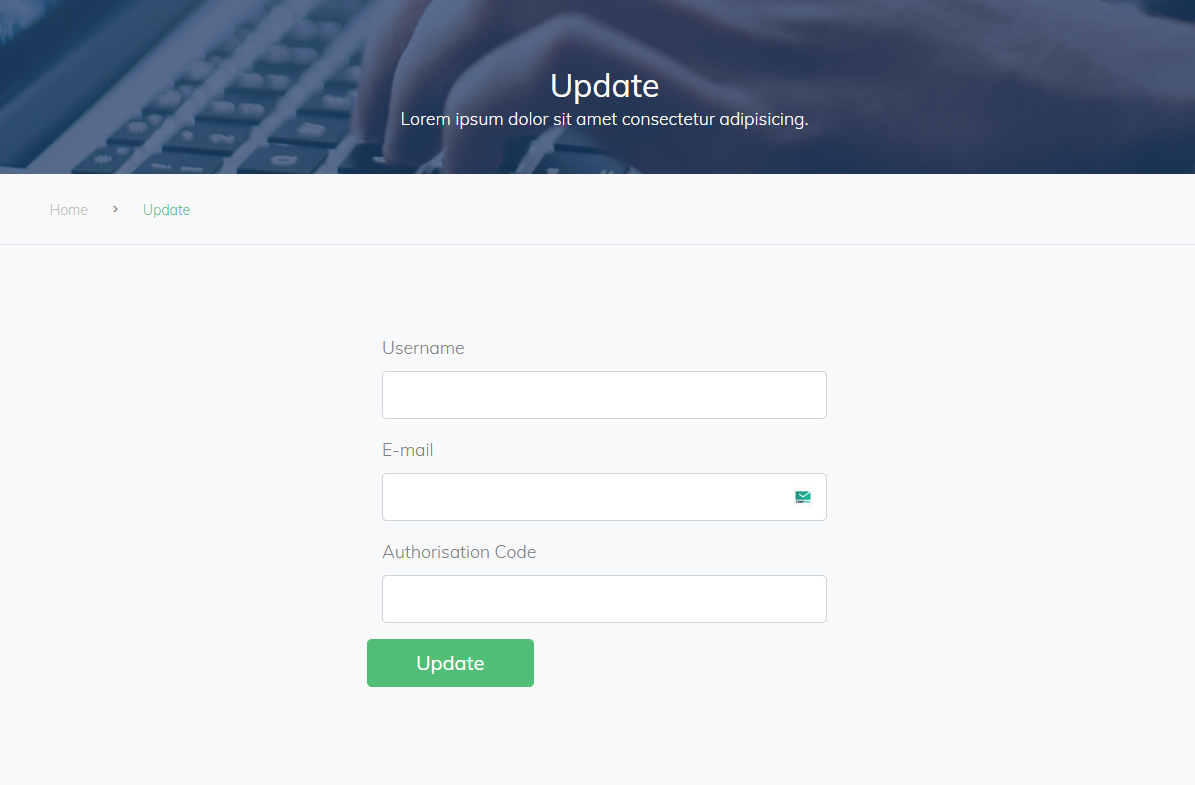 Update
Lorem ipsum dolor sit amet consectetur adipisicing.
Home > Update
Username
E-mail
Authorisation Code
Update